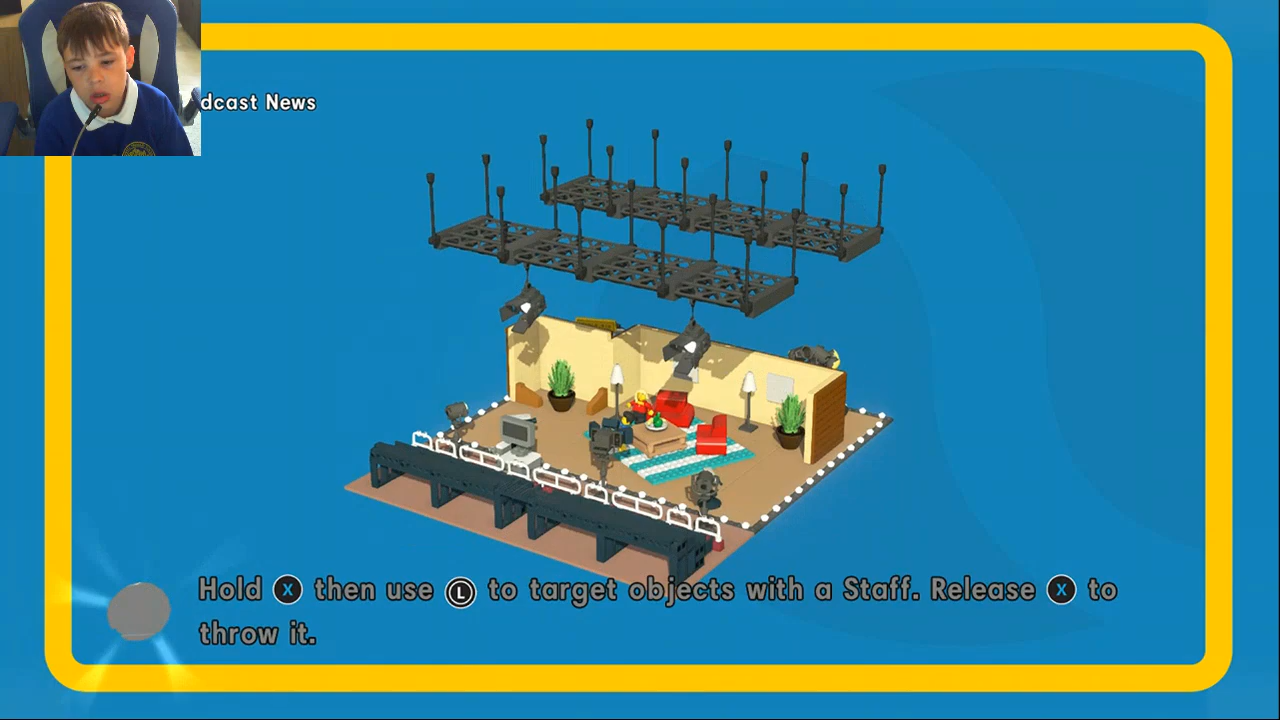 dcast News
Hold X then use L to target objects with a Staff. Release X to
throw it.